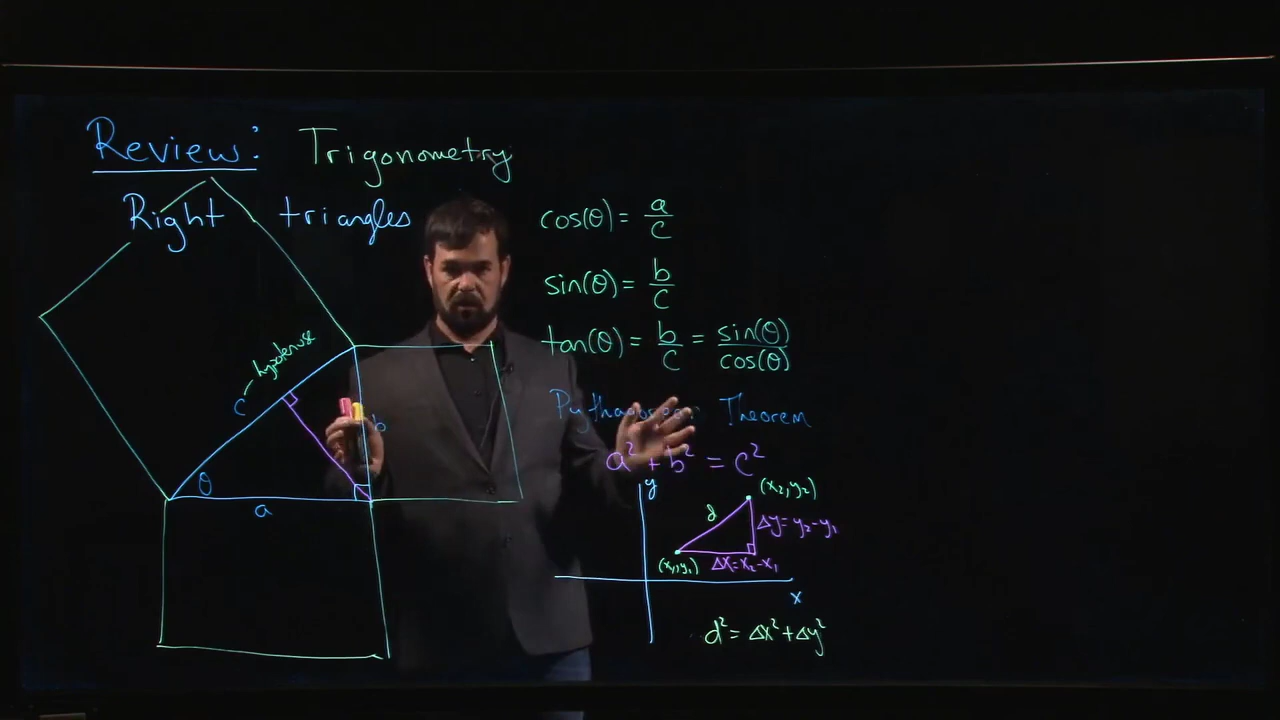 Review: Trigonometry
Right triangles
cos(θ) = a/c
sin(θ) = b/c
tan(θ) = b/c = sin(θ)/cos(θ)
Theorem
a² + b² = c²
c
hypotenuse
b
θ
a
y
(x₂, y₂)
d
Δy = y₂ - y₁
(x₁, y₁)
Δx = x₂ - x₁
x
d² = Δx² + Δy²